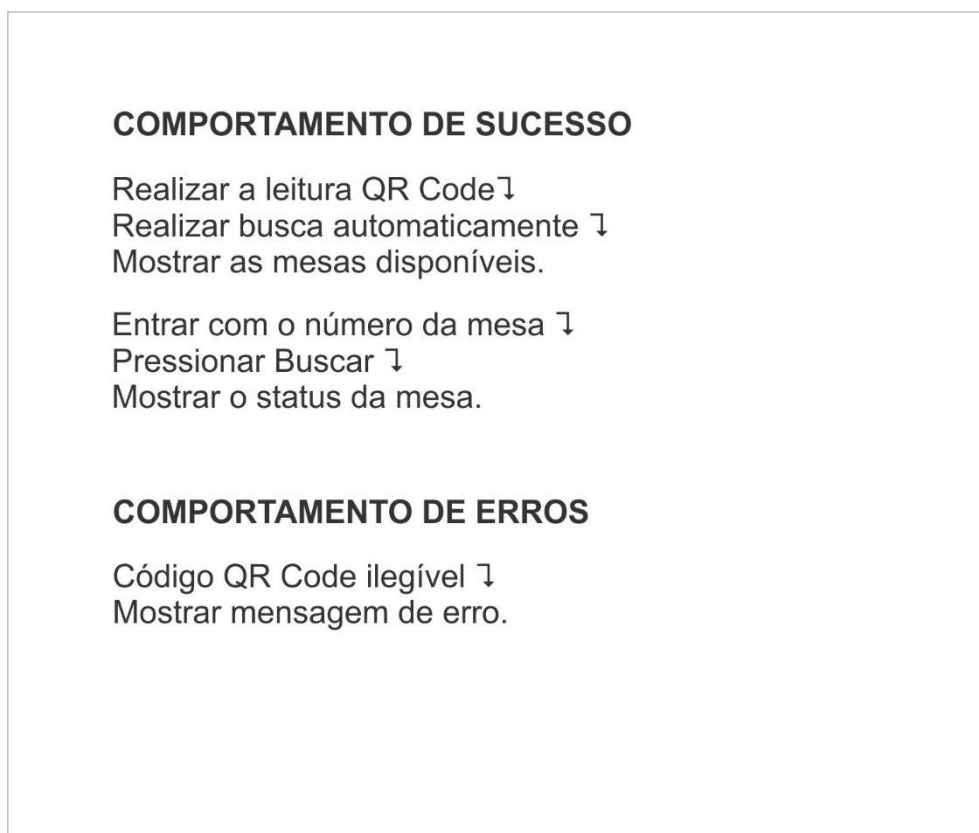 COMPORTAMENTO DE SUCESSO
Realizar a leitura QR Code↴
Realizar busca automaticamente ↴
Mostrar as mesas disponíveis.
Entrar com o número da mesa ↴
Pressionar Buscar ↴
Mostrar o status da mesa.
COMPORTAMENTO DE ERROS
Código QR Code ilegível ↴
Mostrar mensagem de erro.